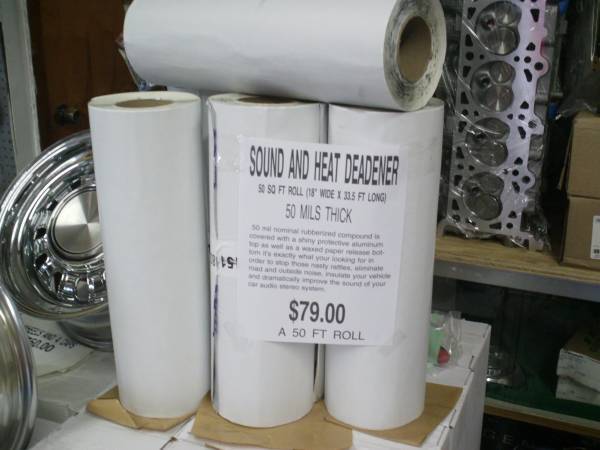 SOUND AND HEAT DEADENER
50 SQ FT ROLL (18" WIDE X 33.5 FT LONG)
50 MILS THICK
50 mil nominal rubberized compound is
covered with a shiny protective aluminum
top as well as a waxed paper release bot-
tom it's exactly what your looking for in
order to stop those nasty rattles, eliminate
road and outside noise, insulate your vehicle
and dramatically improve the sound of your
car audio stereo system.
$79.00
A 50 FT ROLL